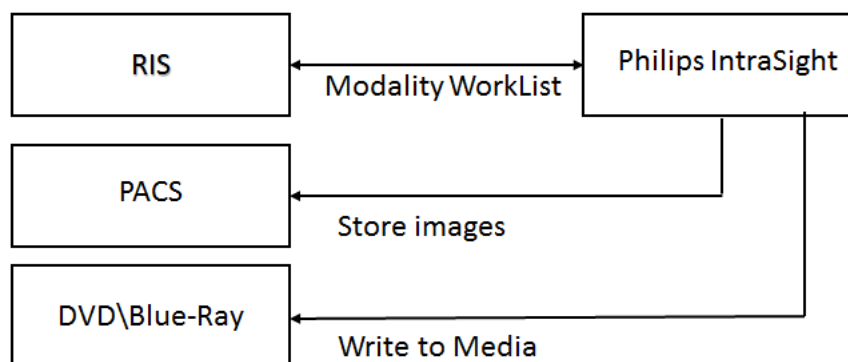 RIS
Philips IntraSight
Modality WorkList
PACS
Store images
DVD\Blue-Ray
Write to Media